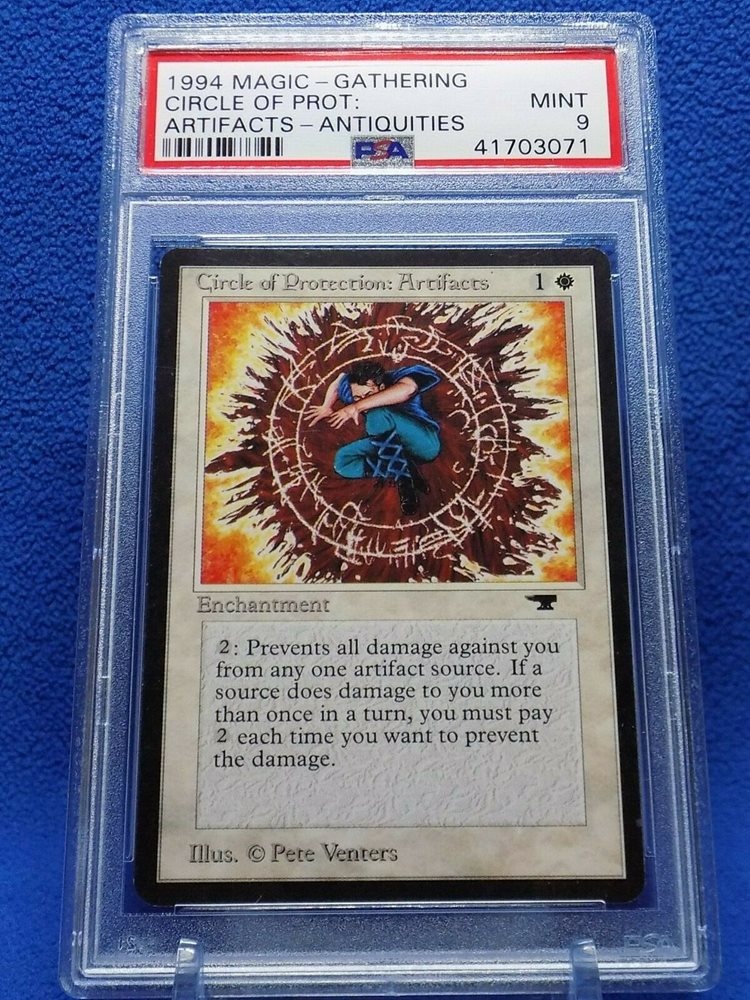 1994 MAGIC – GATHERING
CIRCLE OF PROT: MINT
ARTIFACTS – ANTIQUITIES 9
PSA 41703071
Circle of Protection: Artifacts 1
Enchantment
2: Prevents all damage against you
from any one artifact source. If a
source does damage to you more
than once in a turn, you must pay
2 each time you want to prevent
the damage.
Illus. © Pete Venters
PSA